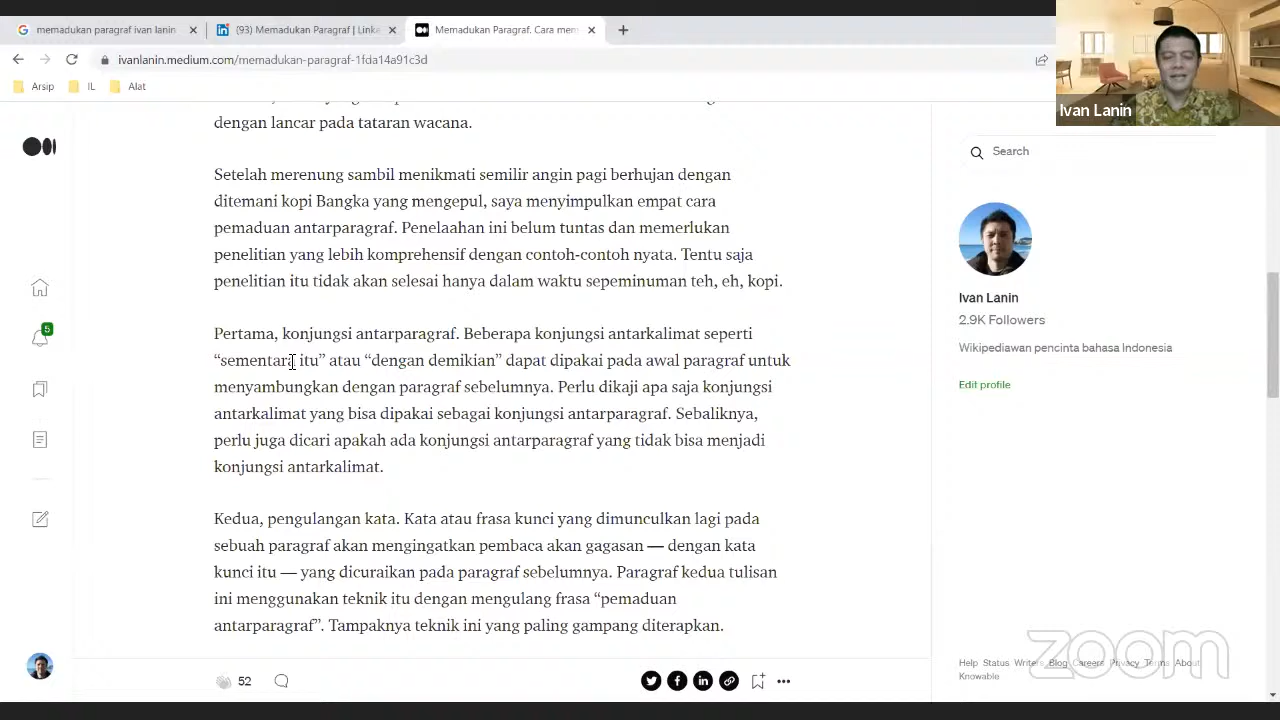 memadukan paragraf ivan lanin
(93) Memadukan Paragraf | Linke
Memadukan Paragraf. Cara mem
ivanlanin.medium.com/memadukan-paragraf-1fda14a91c3d
Arsip
IL
Alat
Ivan Lanin
dengan lancar pada tataran wacana.
Setelah merenung sambil menikmati semilir angin pagi berhujan dengan
ditemani kopi Bangka yang mengepul, saya menyimpulkan empat cara
pemaduan antarparagraf. Penelaahan ini belum tuntas dan memerlukan
penelitian yang lebih komprehensif dengan contoh-contoh nyata. Tentu saja
penelitian itu tidak akan selesai hanya dalam waktu sepeminuman teh, eh, kopi.
Pertama, konjungsi antarparagraf. Beberapa konjungsi antarkalimat seperti
“sementara itu” atau “dengan demikian” dapat dipakai pada awal paragraf untuk
menyambungkan dengan paragraf sebelumnya. Perlu dikaji apa saja konjungsi
antarkalimat yang bisa dipakai sebagai konjungsi antarparagraf. Sebaliknya,
perlu juga dicari apakah ada konjungsi antarparagraf yang tidak bisa menjadi
konjungsi antarkalimat.
Kedua, pengulangan kata. Kata atau frasa kunci yang dimunculkan lagi pada
sebuah paragraf akan mengingatkan pembaca akan gagasan — dengan kata
kunci itu — yang dicuraikan pada paragraf sebelumnya. Paragraf kedua tulisan
ini menggunakan teknik itu dengan mengulang frasa “pemaduan
antarparagraf”. Tampaknya teknik ini yang paling gampang diterapkan.
5
52
Search
Ivan Lanin
2.9K Followers
Wikipediawan pencinta bahasa Indonesia
Edit profile
Help Status Writers Blog Careers Privacy Terms About
Knowable
zoom